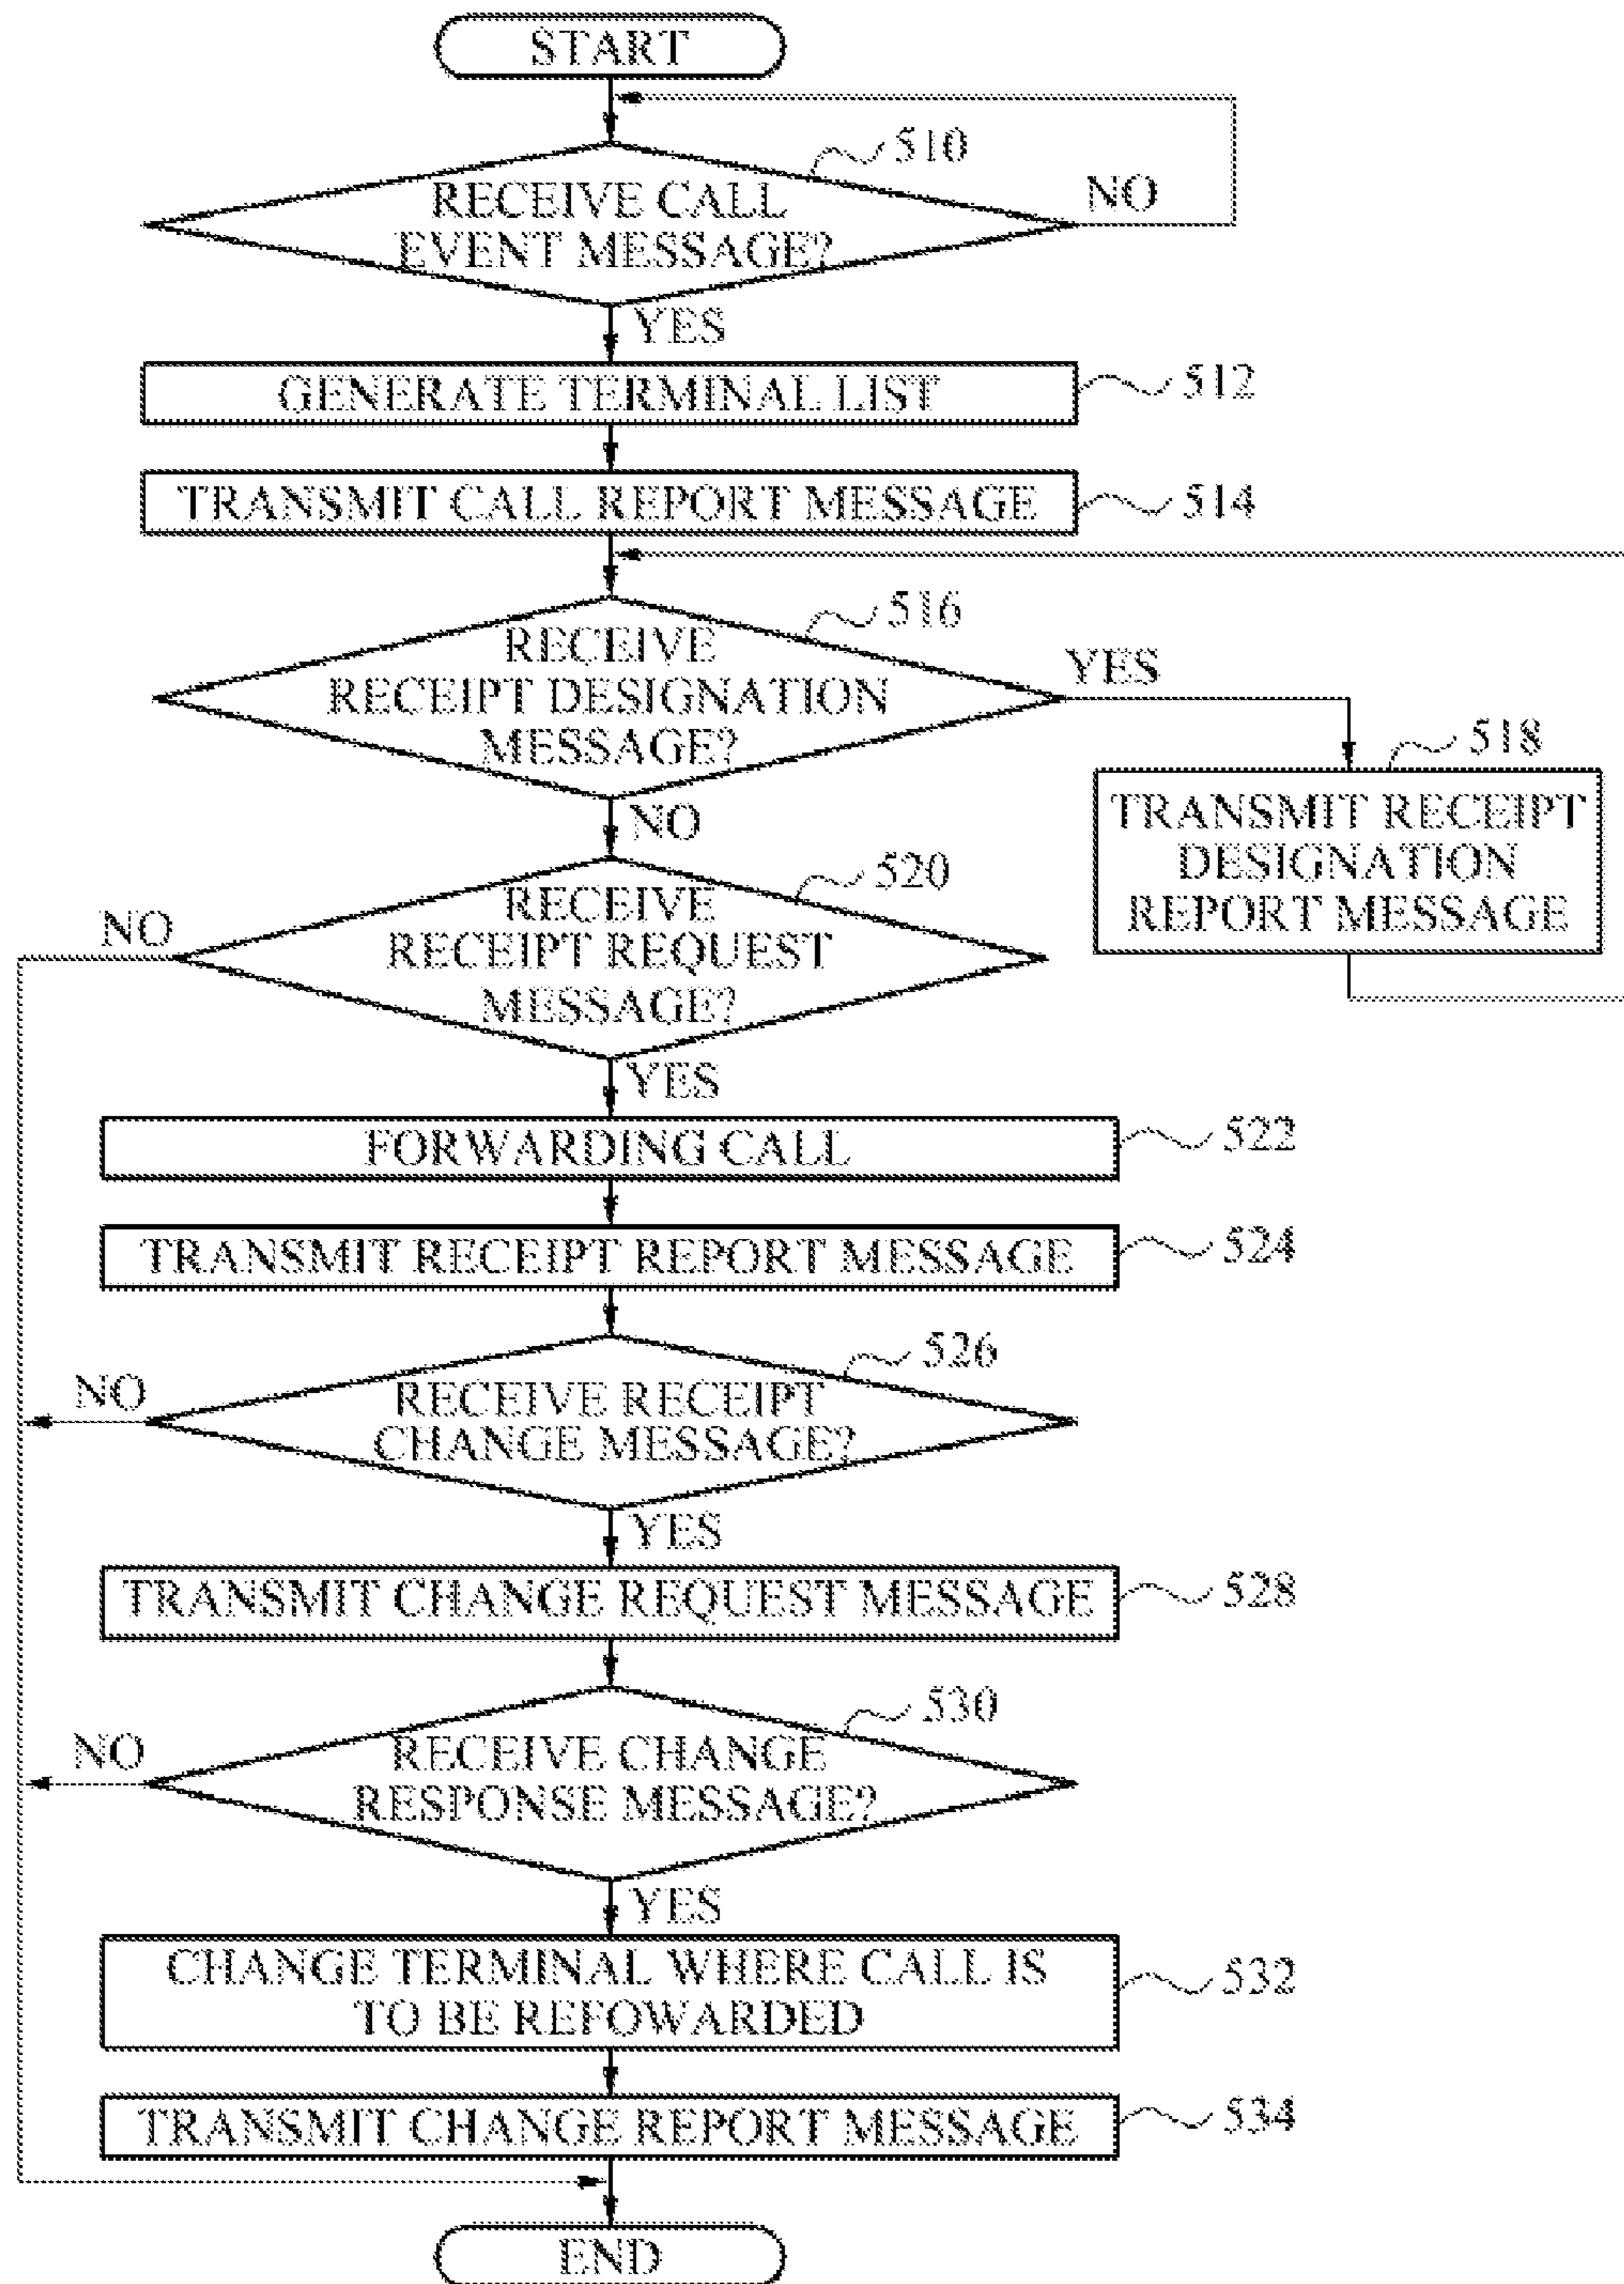 START
510
RECEIVE CALL
EVENT MESSAGE?
NO
YES
GENERATE TERMINAL LIST
512
TRANSMIT CALL REPORT MESSAGE
514
516
RECEIVE
RECEIPT DESIGNATION
MESSAGE?
YES
NO
518
TRANSMIT RECEIPT
DESIGNATION
REPORT MESSAGE
520
RECEIVE
RECEIPT REQUEST
MESSAGE?
NO
YES
FORWARDING CALL
522
TRANSMIT RECEIPT REPORT MESSAGE
524
526
RECEIVE RECEIPT
CHANGE MESSAGE?
NO
YES
TRANSMIT CHANGE REQUEST MESSAGE
528
530
RECEIVE CHANGE
RESPONSE MESSAGE?
NO
YES
CHANGE TERMINAL WHERE CALL IS
TO BE REFOWARDED
532
TRANSMIT CHANGE REPORT MESSAGE
534
END